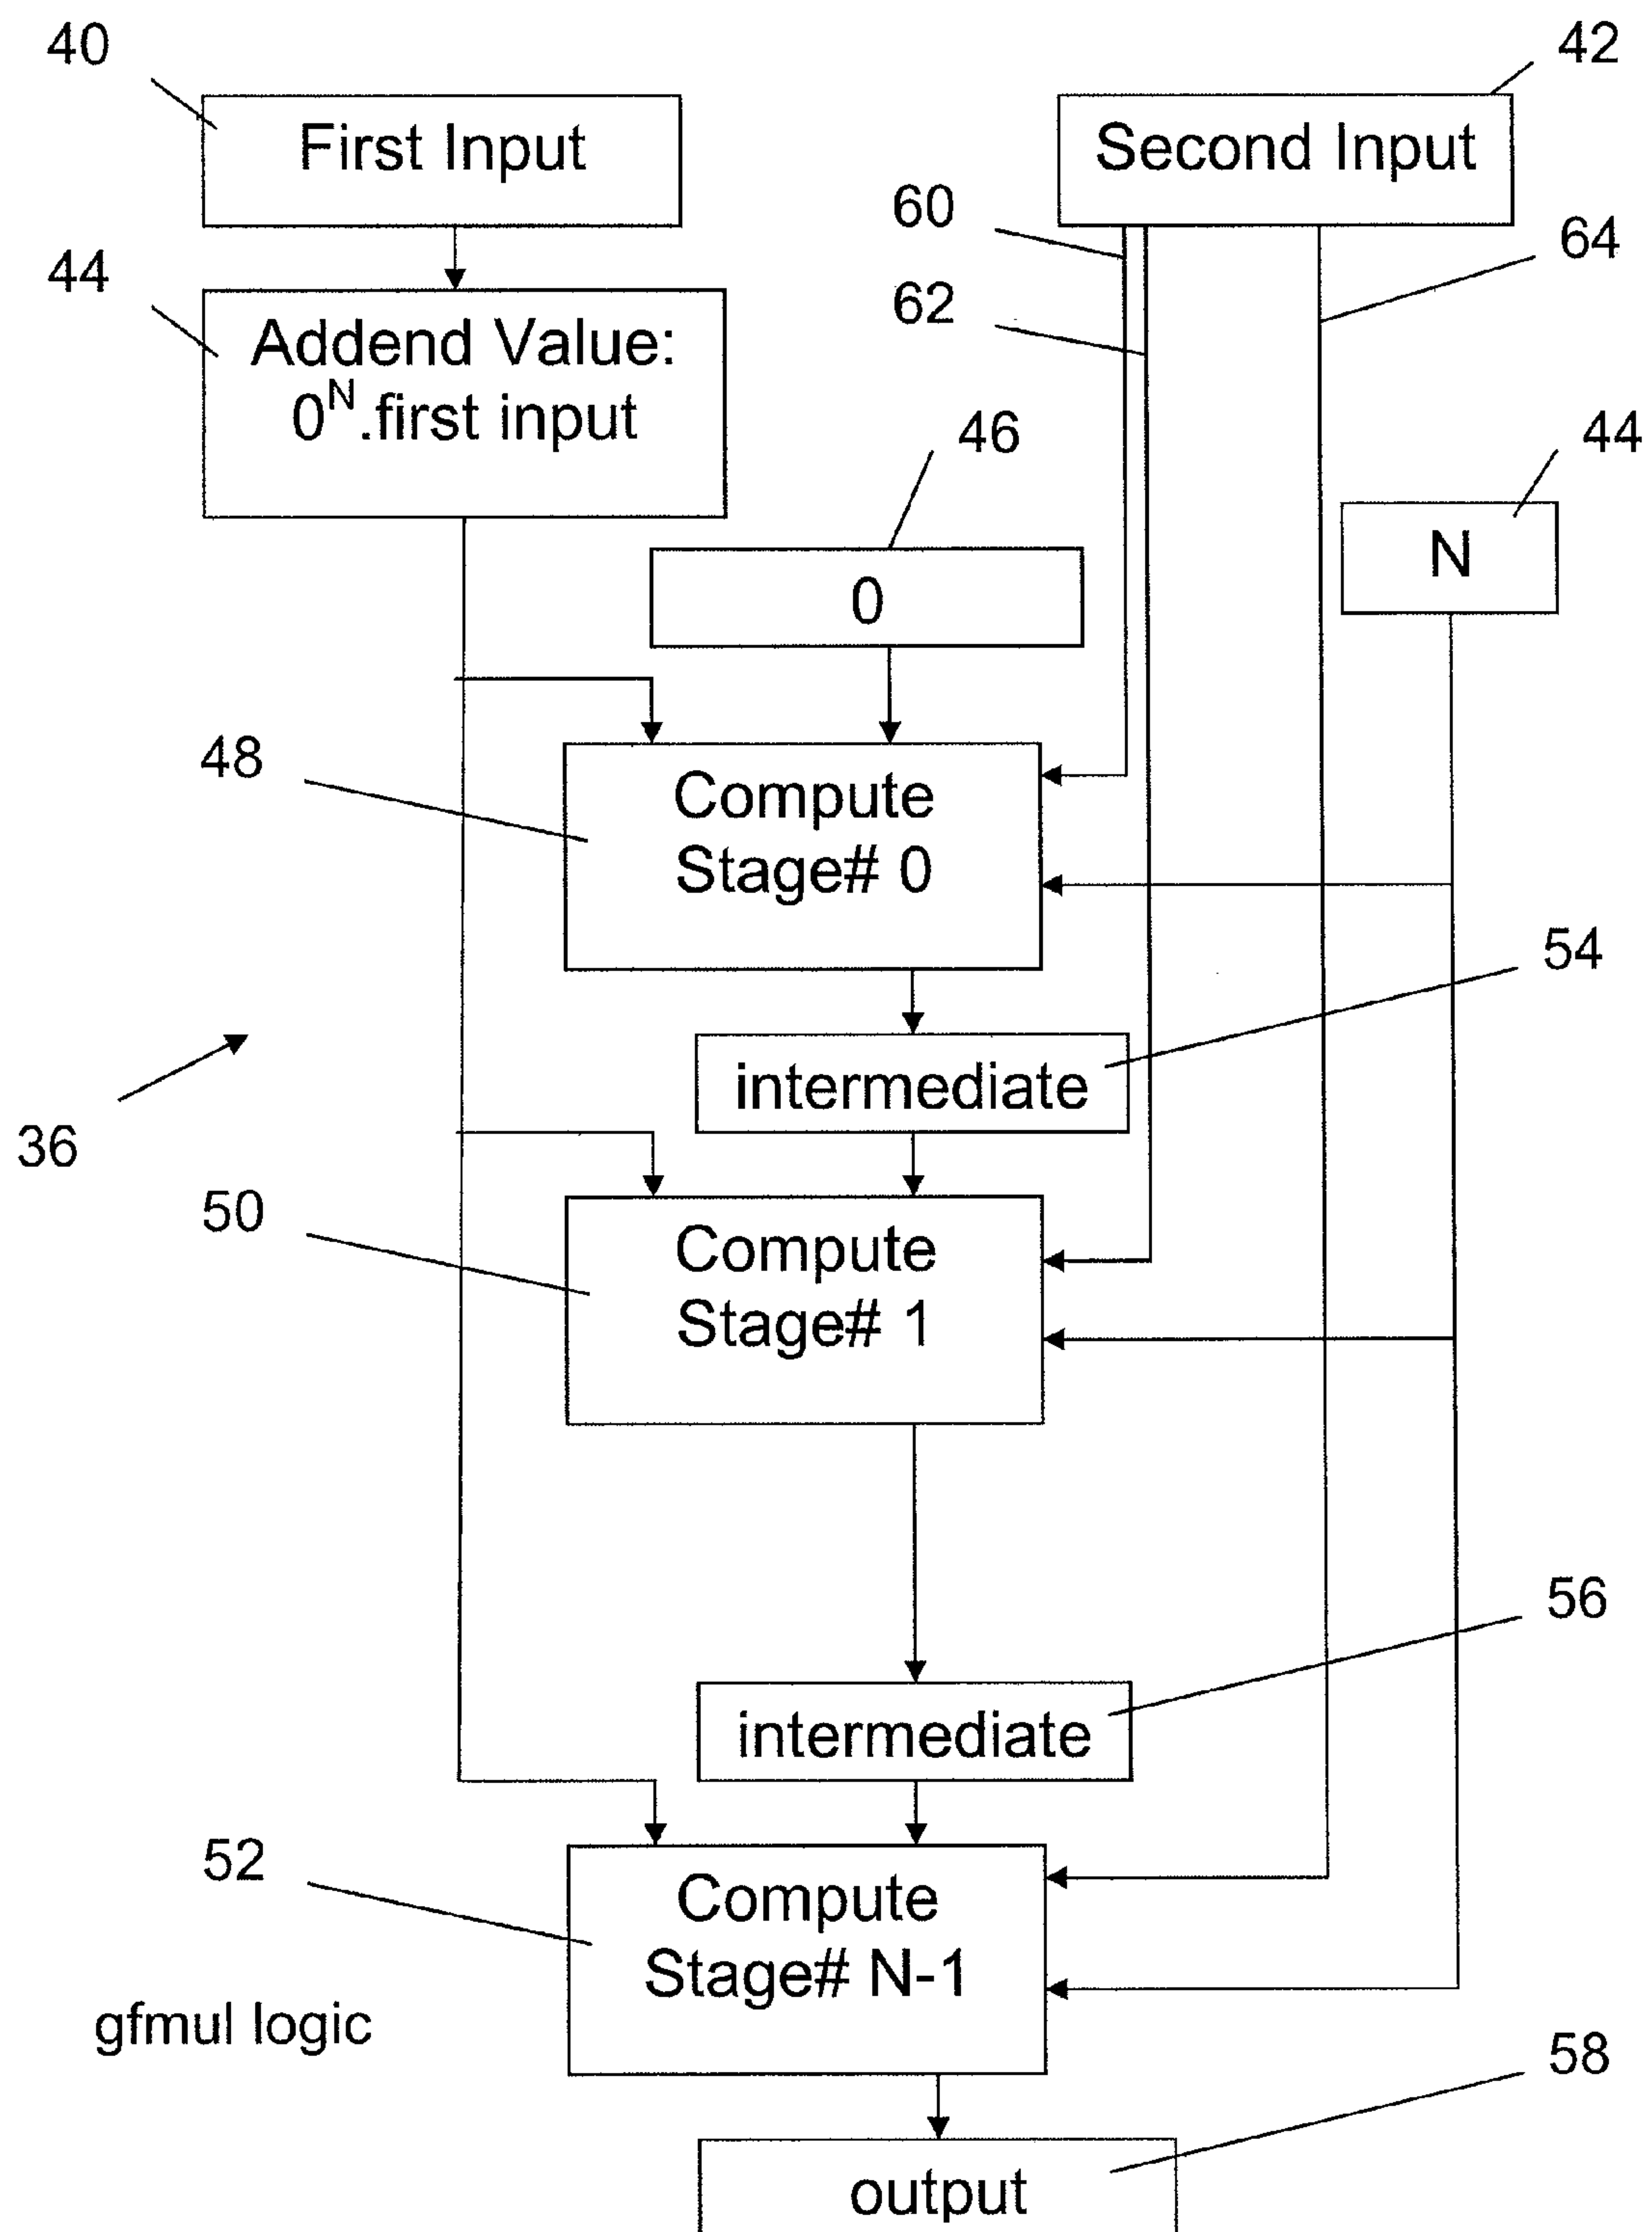 40
42
First Input
Second Input
60
64
44
62
Addend Value:
0^N.first input
46
44
N
0
48
Compute
Stage# 0
54
intermediate
36
50
Compute
Stage# 1
56
intermediate
52
Compute
Stage# N-1
gfmul logic
58
output